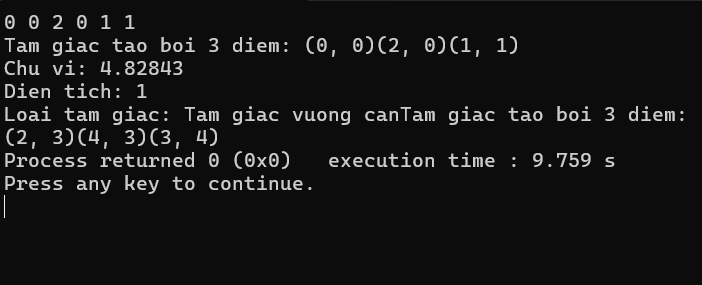 0 0 2 0 1 1
Tam giac tao boi 3 diem: (0, 0)(2, 0)(1, 1)
Chu vi: 4.82843
Dien tich: 1
Loai tam giac: Tam giac vuong canTam giac tao boi 3 diem:
(2, 3)(4, 3)(3, 4)
Process returned 0 (0x0)   execution time : 9.759 s
Press any key to continue.